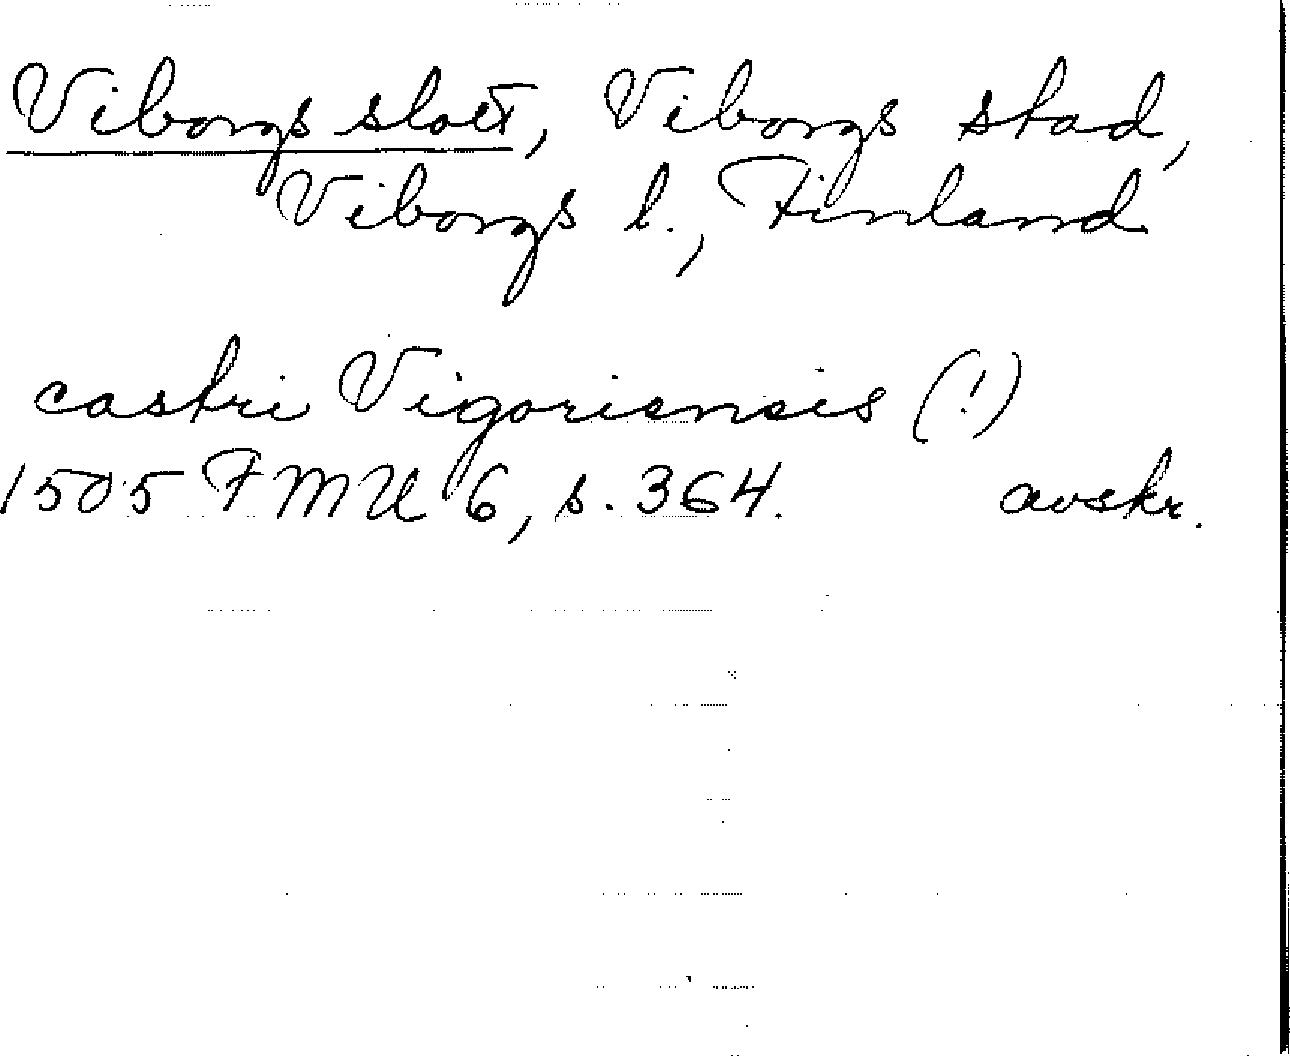 Viborgs slott, Viborgs stad,
Viborgs l., Finland
castri Vigoriensis (!)
1505 FMU 6, s. 364. avskr.